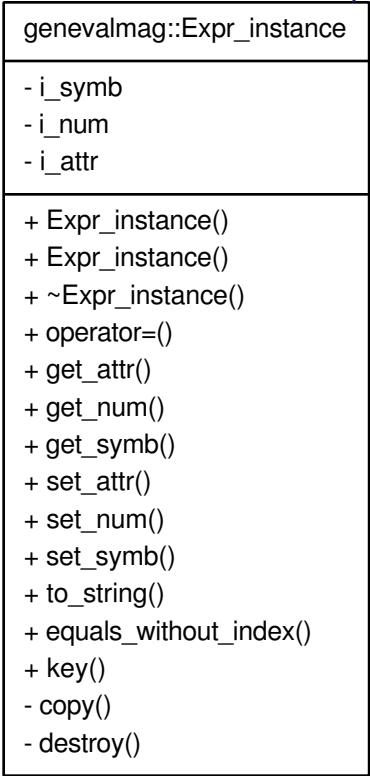 genevalmag::Expr_instance
- i_symb
- i_num
- i_attr
+ Expr_instance()
+ Expr_instance()
+ ~Expr_instance()
+ operator=()
+ get_attr()
+ get_num()
+ get_symb()
+ set_attr()
+ set_num()
+ set_symb()
+ to_string()
+ equals_without_index()
+ key()
- copy()
- destroy()